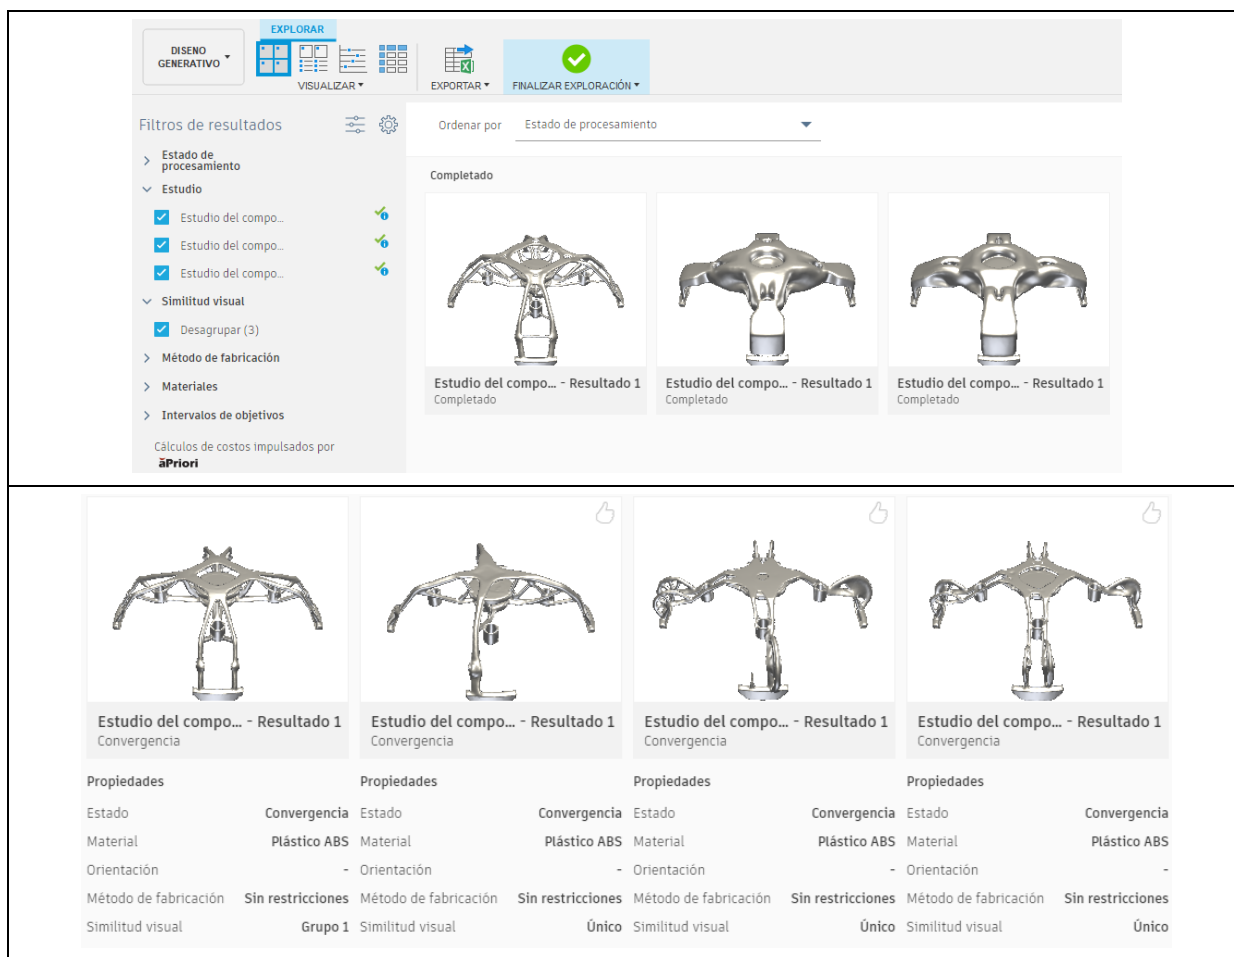 EXPLORAR
DISENO
GENERATIVO
VISUALIZAR
EXPORTAR
FINALIZAR EXPLORACIÓN
Filtros de resultados
Ordenar por Estado de procesamiento
Estado de
procesamiento
Estudio
Estudio del compo...
Estudio del compo...
Estudio del compo...
Similitud visual
Desagrupar (3)
Método de fabricación
Materiales
Intervalos de objetivos
Cálculos de costos impulsados por
aPriori
Completado
Estudio del compo... - Resultado 1
Completado
Estudio del compo... - Resultado 1
Completado
Estudio del compo... - Resultado 1
Completado
Estudio del compo... - Resultado 1
Convergencia
Propiedades
Estado Convergencia
Material Plástico ABS
Orientación -
Método de fabricación Sin restricciones
Similitud visual Grupo 1
Estudio del compo... - Resultado 1
Convergencia
Propiedades
Estado Convergencia
Material Plástico ABS
Orientación -
Método de fabricación Sin restricciones
Similitud visual Único
Estudio del compo... - Resultado 1
Convergencia
Propiedades
Estado Convergencia
Material Plástico ABS
Orientación -
Método de fabricación Sin restricciones
Similitud visual Único
Estudio del compo... - Resultado 1
Convergencia
Propiedades
Estado Convergencia
Material Plástico ABS
Orientación -
Método de fabricación Sin restricciones
Similitud visual Único